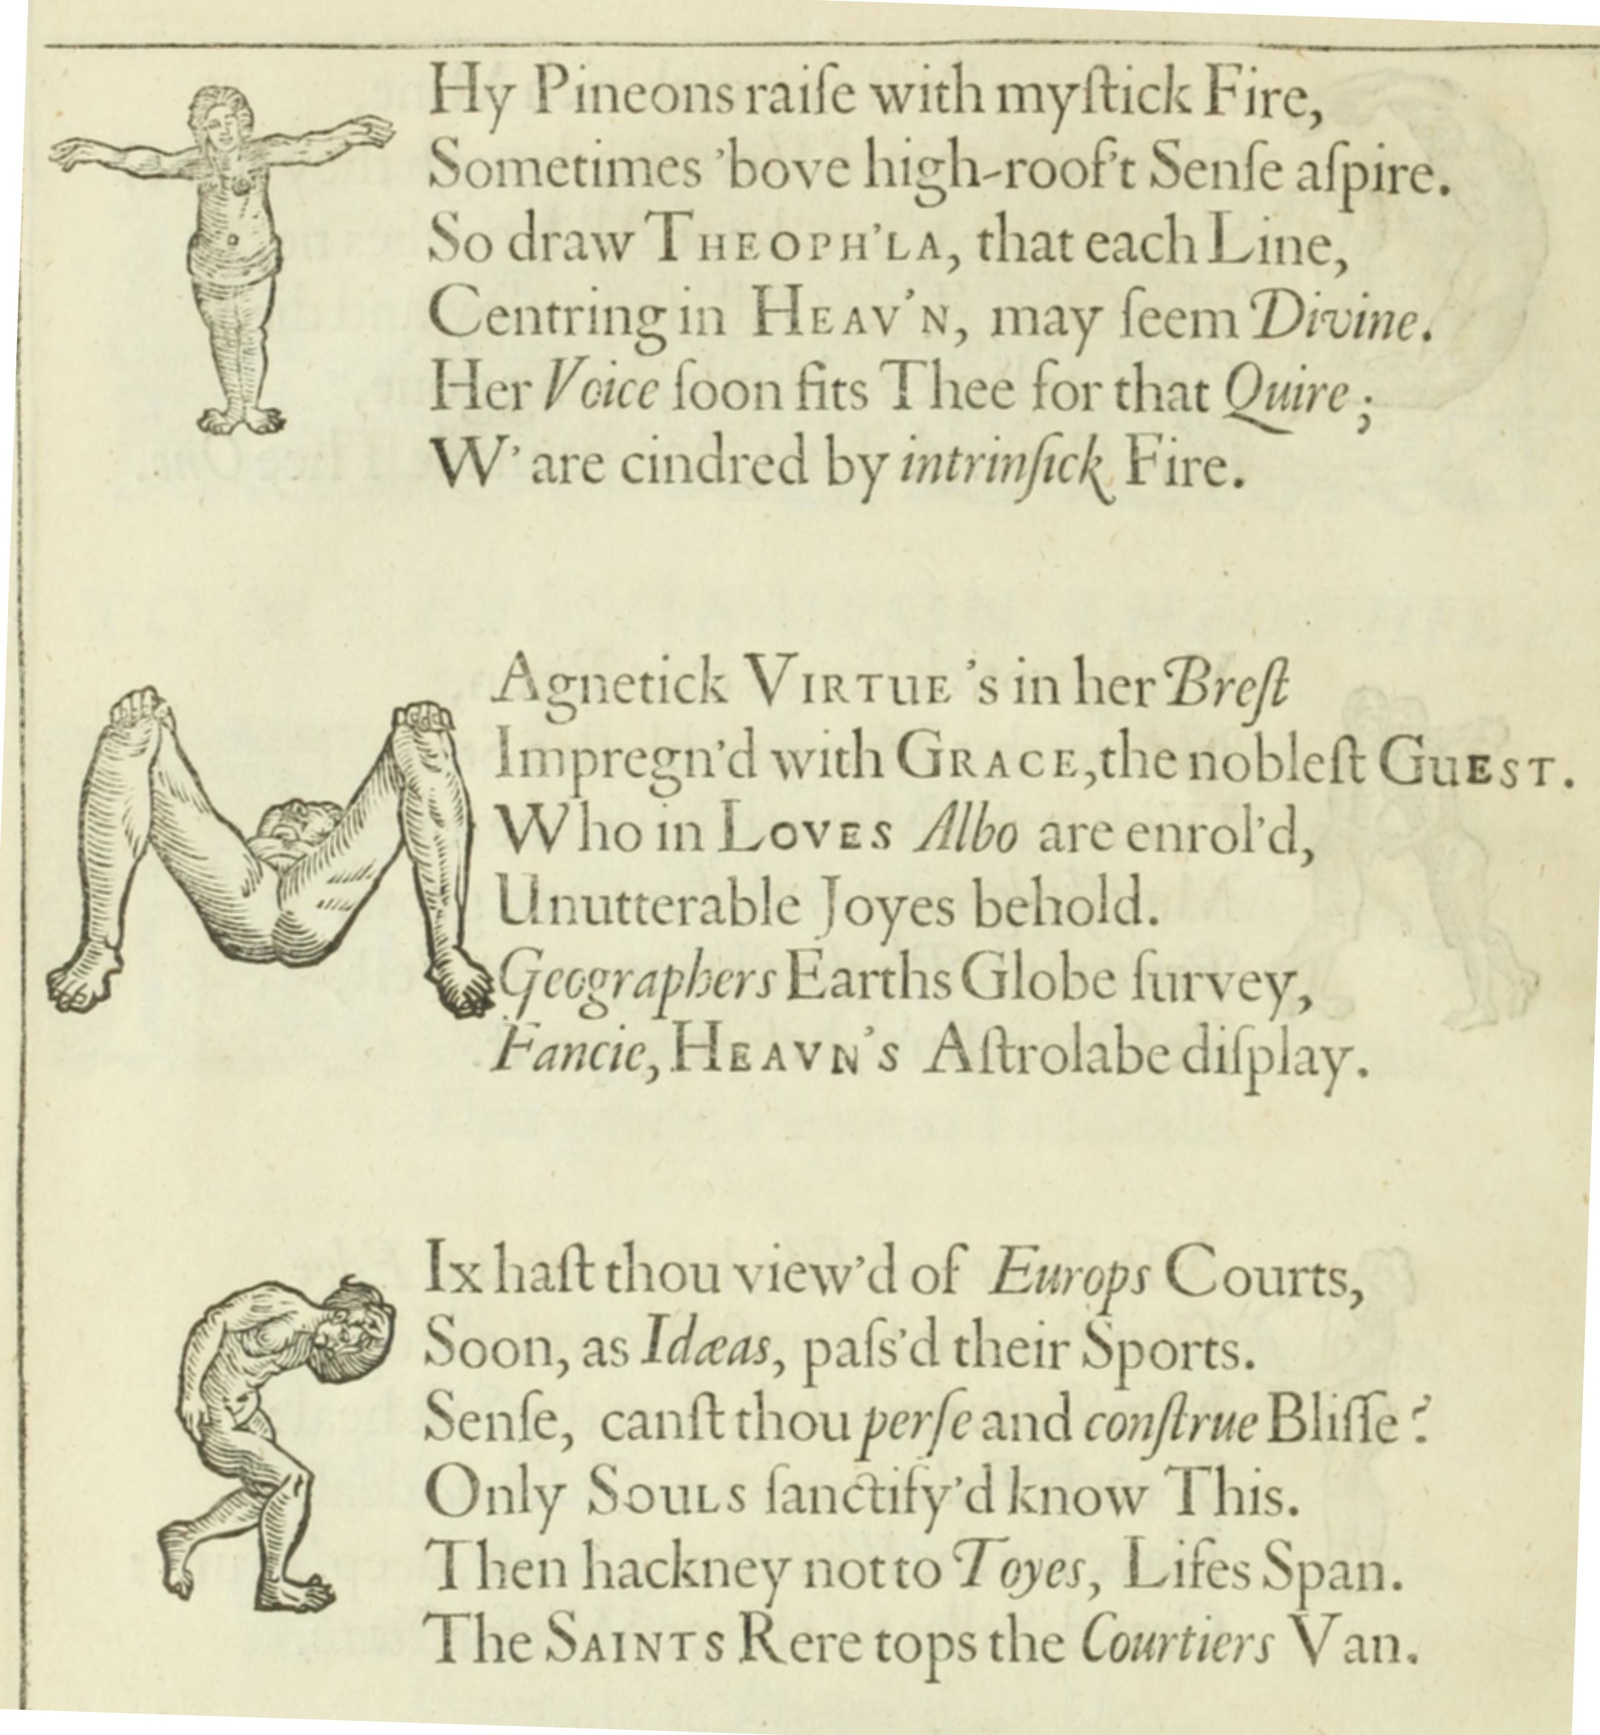 THy Pineons raiſe with myſtick Fire,
Sometimes 'bove high-roof't Senſe aſpire.
So draw THEOPH'LA, that each Line,
Centring in HEAV'N, may ſeem Divine.
Her Voice ſoon fits Thee for that Quire;
W' are cindred by intrinſick Fire.
MAgnetick VIRTUE 's in her Breſt
Impregn'd with GRACE, the nobleſt GUEST.
Who in LOVES Albo are enrol'd,
Unutterable Joyes behold.
Geographers Earths Globe ſurvey,
Fancie, HEAVN'S Aſtrolabe diſplay.
SIx haſt thou view'd of Europs Courts,
Soon, as Idæas, paſs'd their Sports.
Senſe, canſt thou perſe and conſtrue Bliſſe?
Only SOULS ſanctify'd know This.
Then hackney not to Toyes, Lifes Span.
The SAINTS Rere tops the Courtiers Van.